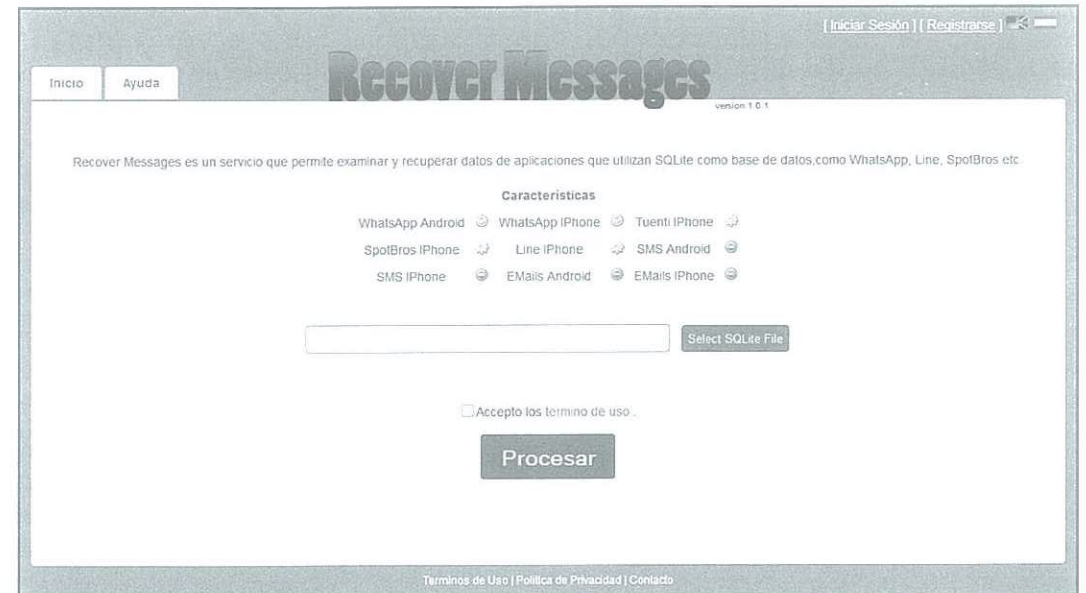 [ Iniciar Sesión ] [ Registrarse ]
Inicio Ayuda
Recover Messages
version 1.0.1
Recover Messages es un servicio que permite examinar y recuperar datos de aplicaciones que utilizan SQLite como base de datos,como WhatsApp, Line, SpotBros etc
Características
WhatsApp Android WhatsApp IPhone Tuenti IPhone
SpotBros IPhone Line IPhone SMS Android
SMS IPhone EMails Android EMails IPhone
Select SQLite File
Accepto los termino de uso .
Procesar
Terminos de Uso | Politica de Privacidad | Contacto